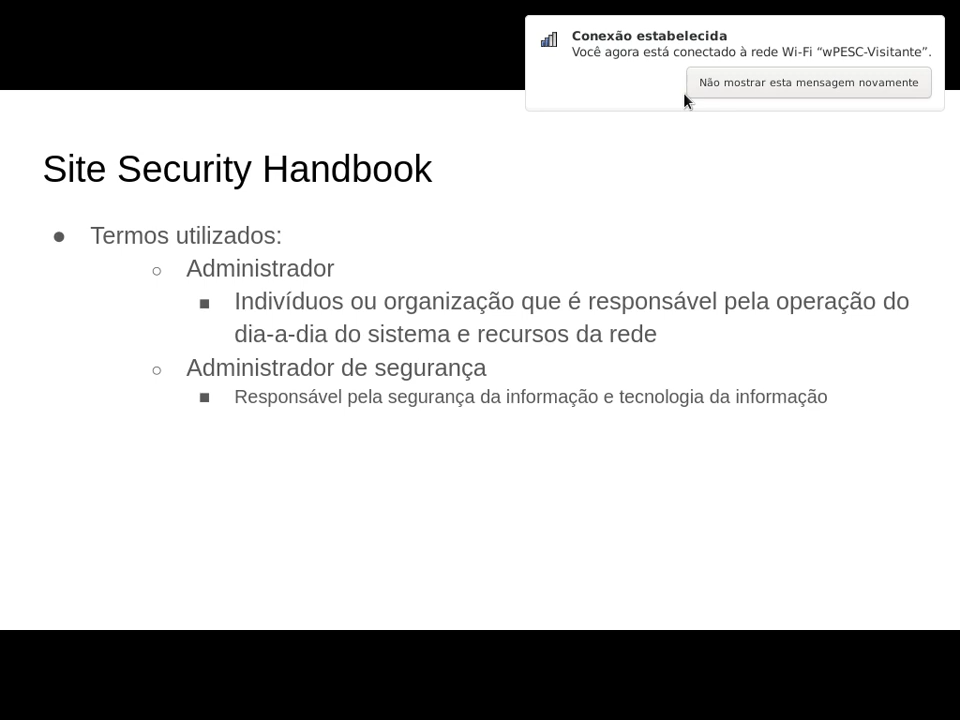 Conexão estabelecida
Você agora está conectado à rede Wi-Fi “wPESC-Visitante”.
Não mostrar esta mensagem novamente
Site Security Handbook
● Termos utilizados:
○ Administrador
■ Indivíduos ou organização que é responsável pela operação do
dia-a-dia do sistema e recursos da rede
○ Administrador de segurança
■ Responsável pela segurança da informação e tecnologia da informação